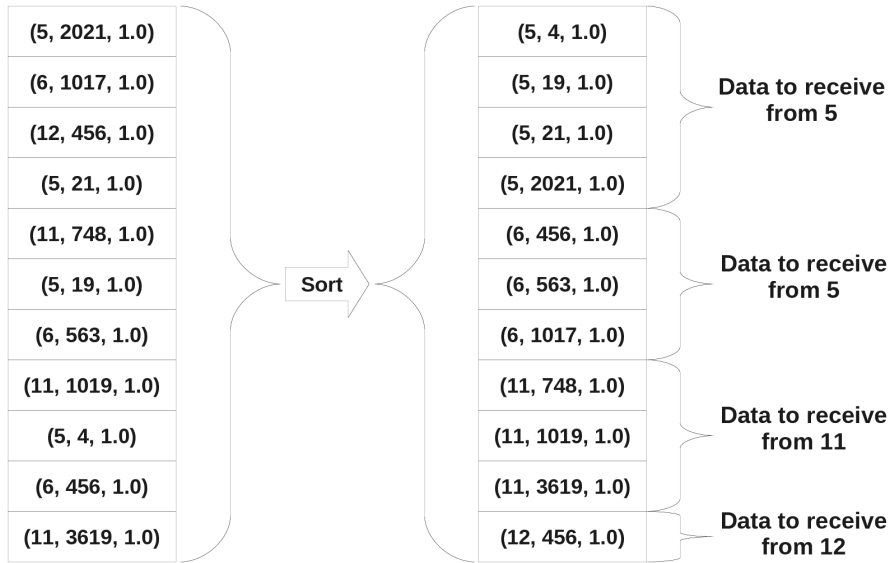 (5, 2021, 1.0)
(6, 1017, 1.0)
(12, 456, 1.0)
(5, 21, 1.0)
(11, 748, 1.0)
(5, 19, 1.0)
(6, 563, 1.0)
(11, 1019, 1.0)
(5, 4, 1.0)
(6, 456, 1.0)
(11, 3619, 1.0)
Sort
(5, 4, 1.0)
(5, 19, 1.0)
(5, 21, 1.0)
(5, 2021, 1.0)
(6, 456, 1.0)
(6, 563, 1.0)
(6, 1017, 1.0)
(11, 748, 1.0)
(11, 1019, 1.0)
(11, 3619, 1.0)
(12, 456, 1.0)
Data to receive
from 5
Data to receive
from 5
Data to receive
from 11
Data to receive
from 12